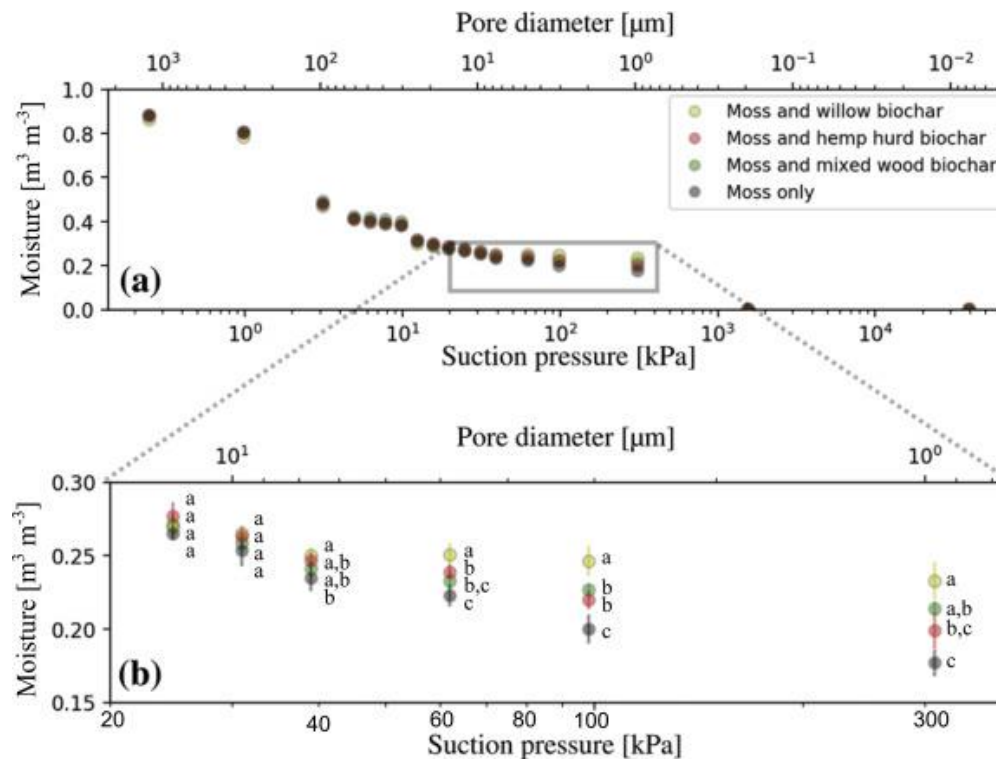 Pore diameter [µm]
10³ 10² 10¹ 10⁰ 10⁻¹ 10⁻²
Moisture [m³ m⁻³]
1.0
0.8
0.6
0.4
0.2
0.0
Moss and willow biochar
Moss and hemp hurd biochar
Moss and mixed wood biochar
Moss only
(a)
10⁰ 10¹ 10² 10³ 10⁴
Suction pressure [kPa]
Pore diameter [µm]
10¹ 10⁰
Moisture [m³ m⁻³]
0.30
0.25
0.20
0.15
a
a
a
a
a
a
a
a
a
a,b
a,b
b
a
b
b,c
c
a
b
b
c
a
a,b
b,c
c
(b)
20 40 60 80 100 300
Suction pressure [kPa]